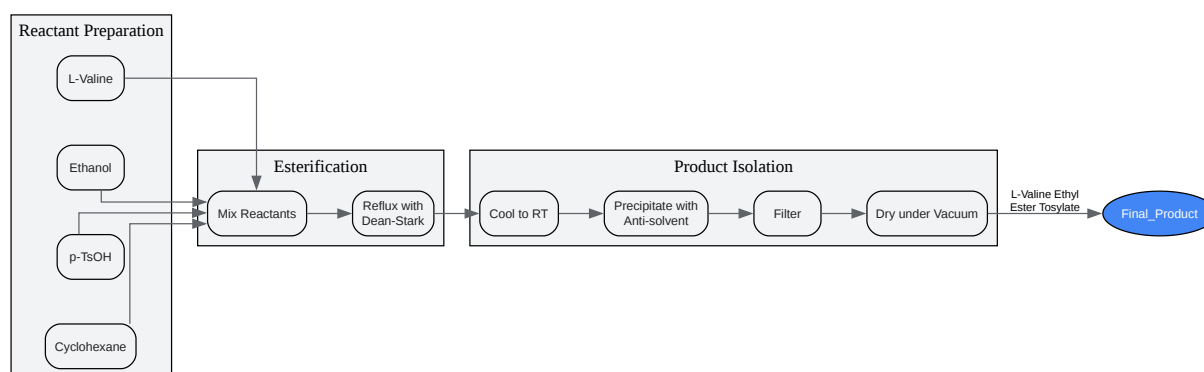 Reactant Preparation
L-Valine
Ethanol
p-TsOH
Cyclohexane
Esterification
Mix Reactants
Reflux with
Dean-Stark
Product Isolation
Cool to RT
Precipitate with
Anti-solvent
Filter
Dry under Vacuum
L-Valine Ethyl
Ester Tosylate
Final_Product